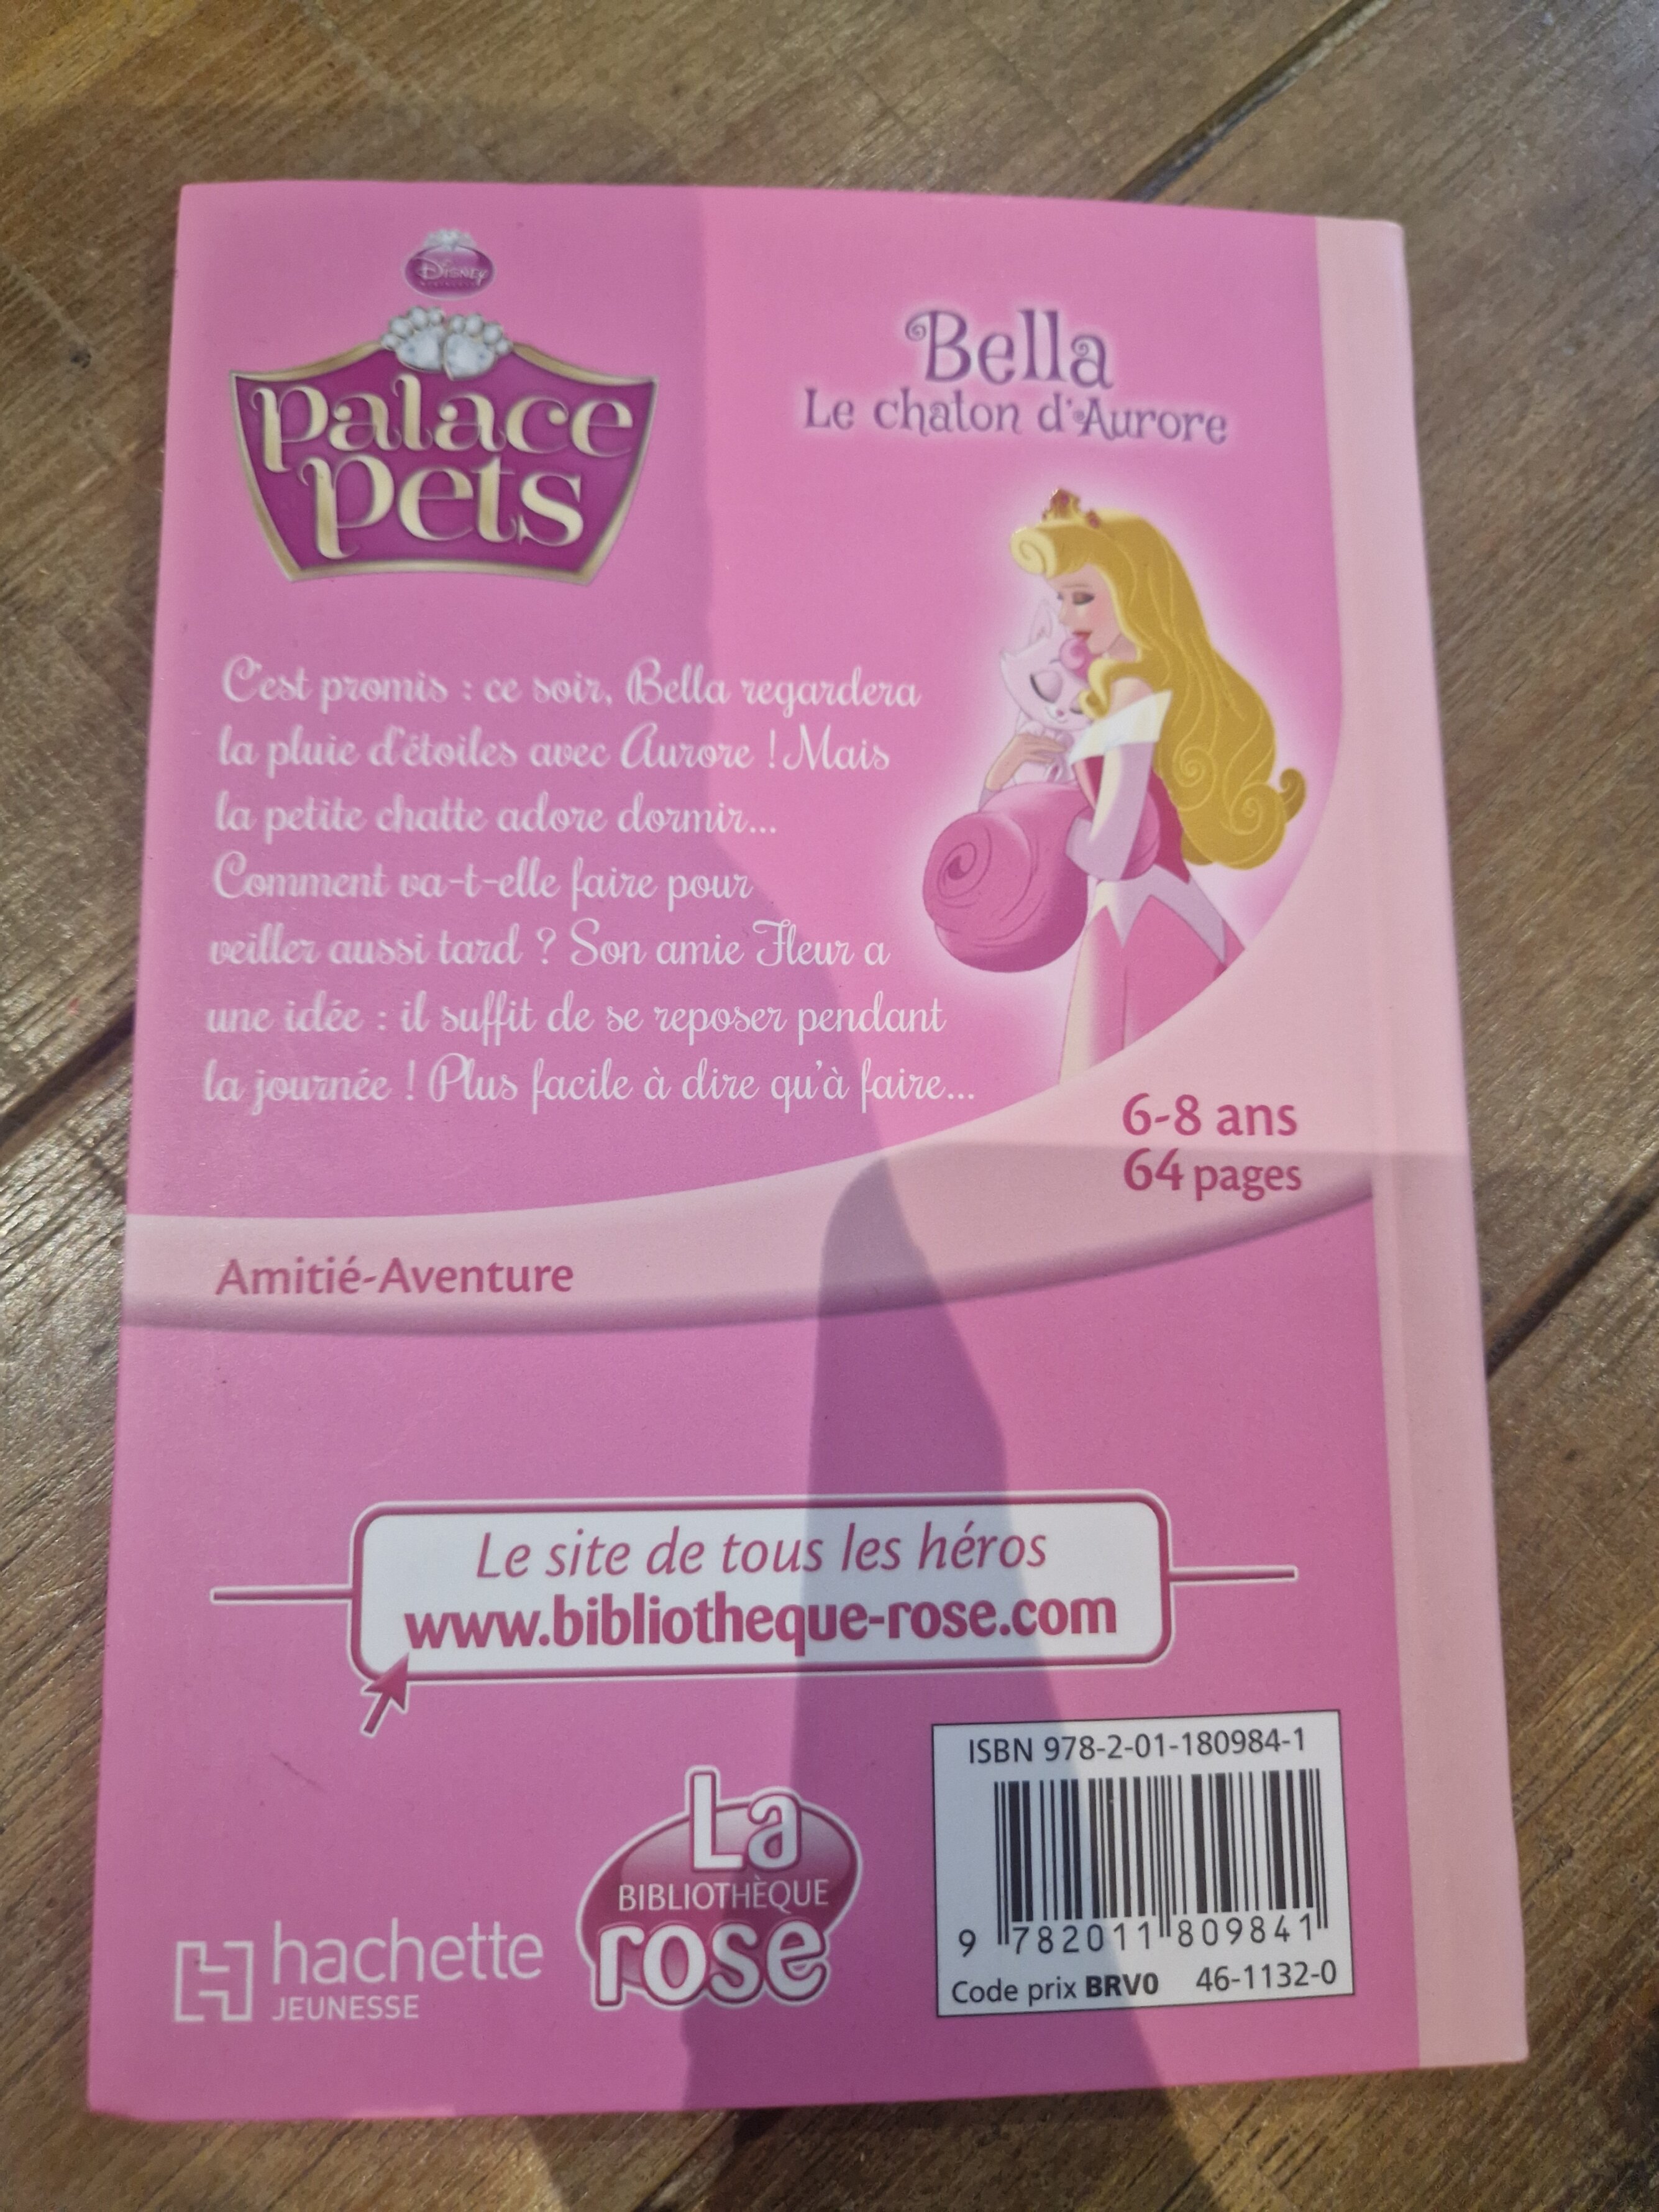 Disney
palace
pets
Bella
Le chaton d'Aurore
C'est promis : ce soir, Bella regardera
la pluie d'étoiles avec Aurore ! Mais
la petite chatte adore dormir...
Comment va-t-elle faire pour
veiller aussi tard ? Son amie Fleur a
une idée : il suffit de se reposer pendant
la journée ! Plus facile à dire qu'à faire...
6-8 ans
64 pages
Amitié-Aventure
Le site de tous les héros
www.bibliotheque-rose.com
La
BIBLIOTHÈQUE
rose
hachette
JEUNESSE
ISBN 978-2-01-180984-1
9 782011 809841
Code prix BRV0 46-1132-0